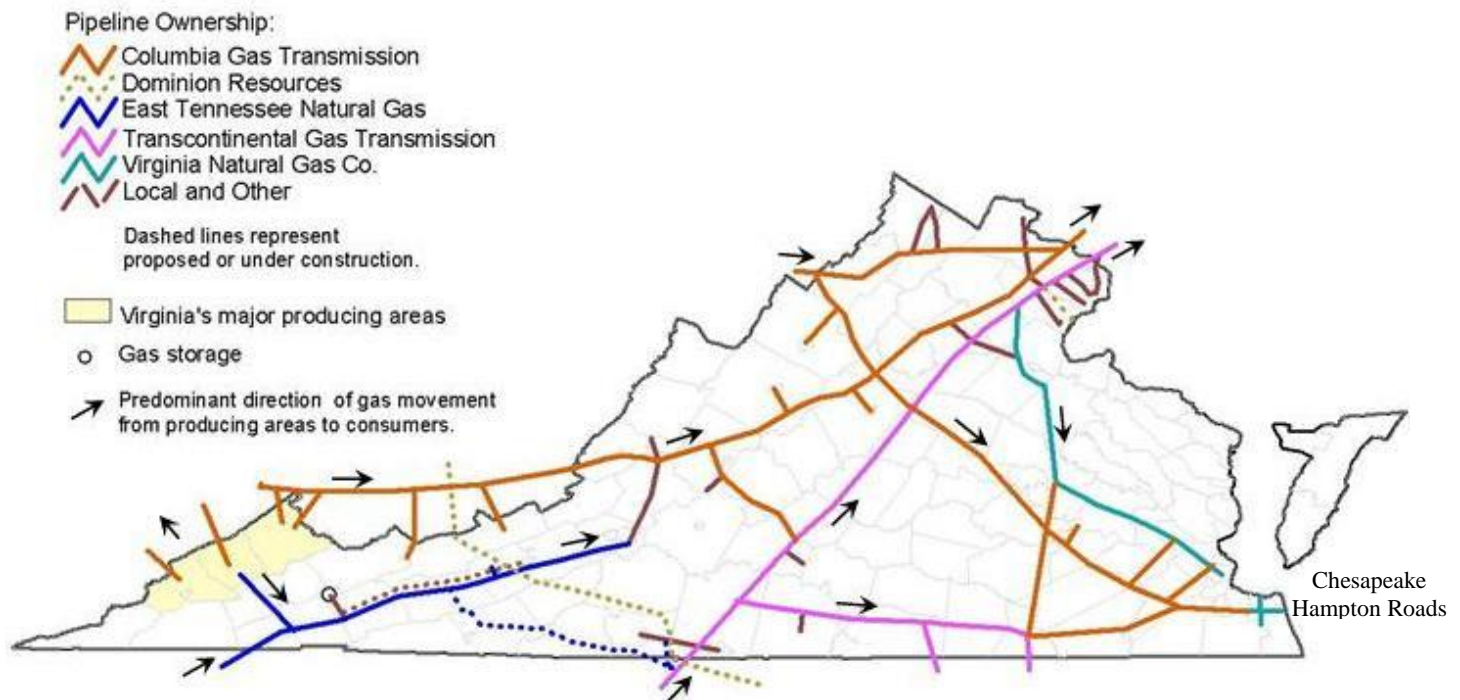 Pipeline Ownership:
Columbia Gas Transmission
Dominion Resources
East Tennessee Natural Gas
Transcontinental Gas Transmission
Virginia Natural Gas Co.
Local and Other
Dashed lines represent
proposed or under construction.
Virginia's major producing areas
Gas storage
Predominant direction of gas movement
from producing areas to consumers.
Chesapeake
Hampton Roads